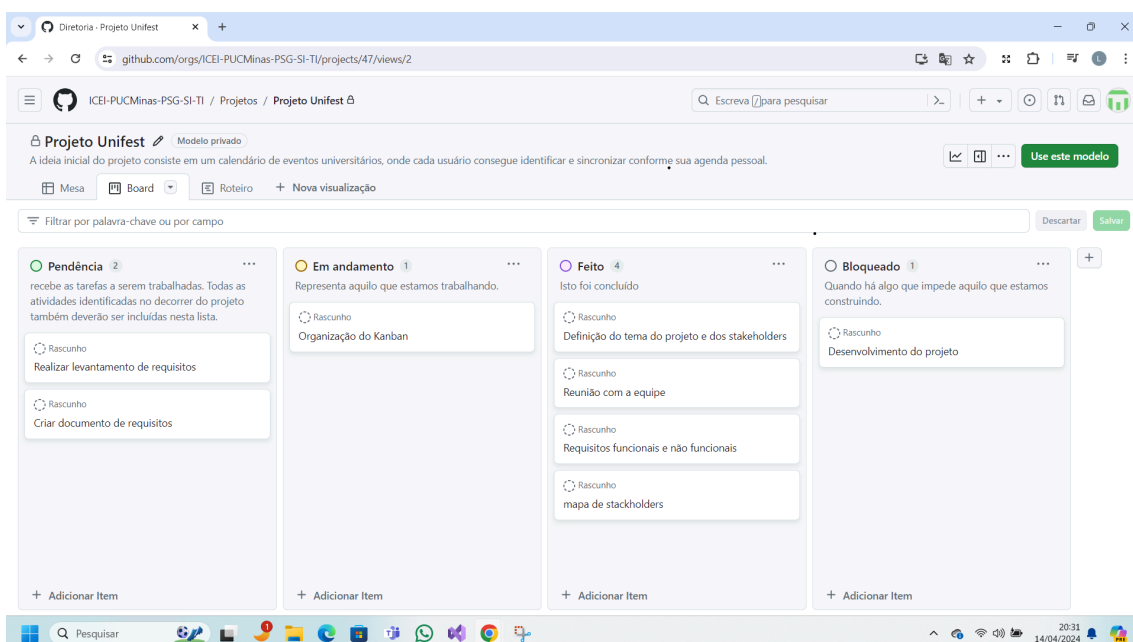 Diretoria · Projeto Unifest
github.com/orgs/ICEI-PUCMinas-PSG-SI-TI/projects/47/views/2
L
ICEI-PUCMinas-PSG-SI-TI / Projetos / Projeto Unifest
Escreva / para pesquisar
Projeto Unifest Modelo privado
A ideia inicial do projeto consiste em um calendário de eventos universitários, onde cada usuário consegue identificar e sincronizar conforme sua agenda pessoal.
Use este modelo
Mesa Board Roteiro + Nova visualização
Filtrar por palavra-chave ou por campo
Descartar Salvar
Pendência 2
recebe as tarefas a serem trabalhadas. Todas as
atividades identificadas no decorrer do projeto
também deverão ser incluídas nesta lista.
Rascunho
Realizar levantamento de requisitos
Rascunho
Criar documento de requisitos
+ Adicionar Item
Em andamento 1
Representa aquilo que estamos trabalhando.
Rascunho
Organização do Kanban
+ Adicionar Item
Feito 4
Isto foi concluído
Rascunho
Definição do tema do projeto e dos stakeholders
Rascunho
Reunião com a equipe
Rascunho
Requisitos funcionais e não funcionais
Rascunho
mapa de stackholders
+ Adicionar Item
Bloqueado 1
Quando há algo que impede aquilo que estamos
construindo.
Rascunho
Desenvolvimento do projeto
+ Adicionar Item
Pesquisar
1
20:31
14/04/2024
PRE